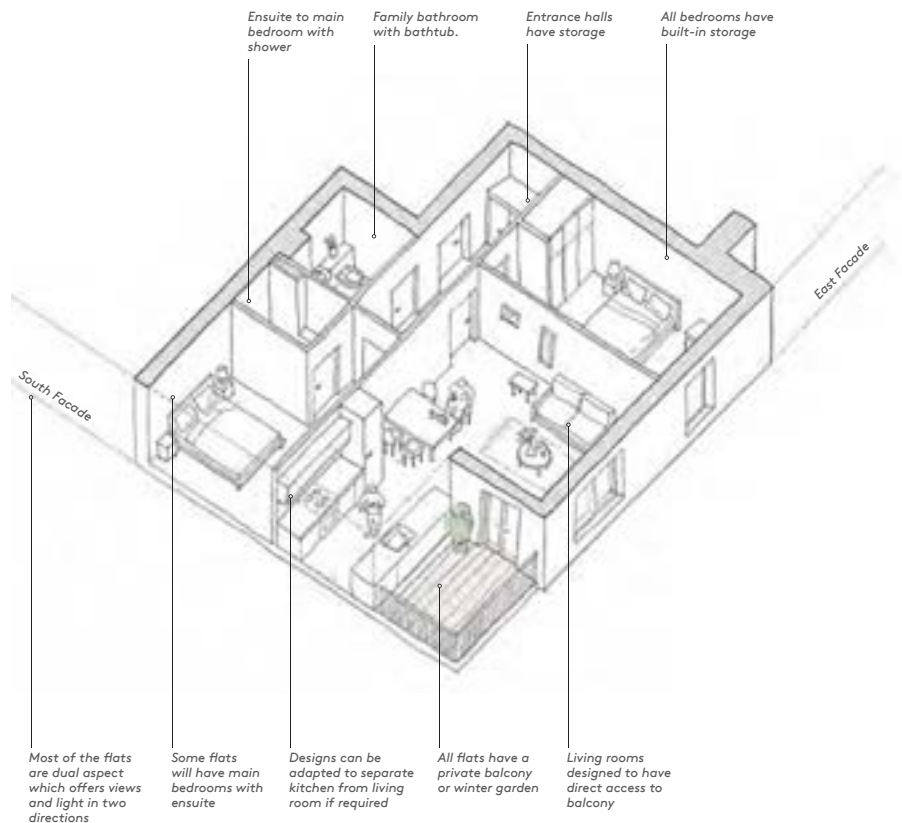 Ensuite to main
bedroom with
shower
Family bathroom
with bathtub.
Entrance halls
have storage
All bedrooms have
built-in storage
East Facade
South Facade
Most of the flats
are dual aspect
which offers views
and light in two
directions
Some flats
will have main
bedrooms with
ensuite
Designs can be
adapted to separate
kitchen from living
room if required
All flats have a
private balcony
or winter garden
Living rooms
designed to have
direct access to
balcony